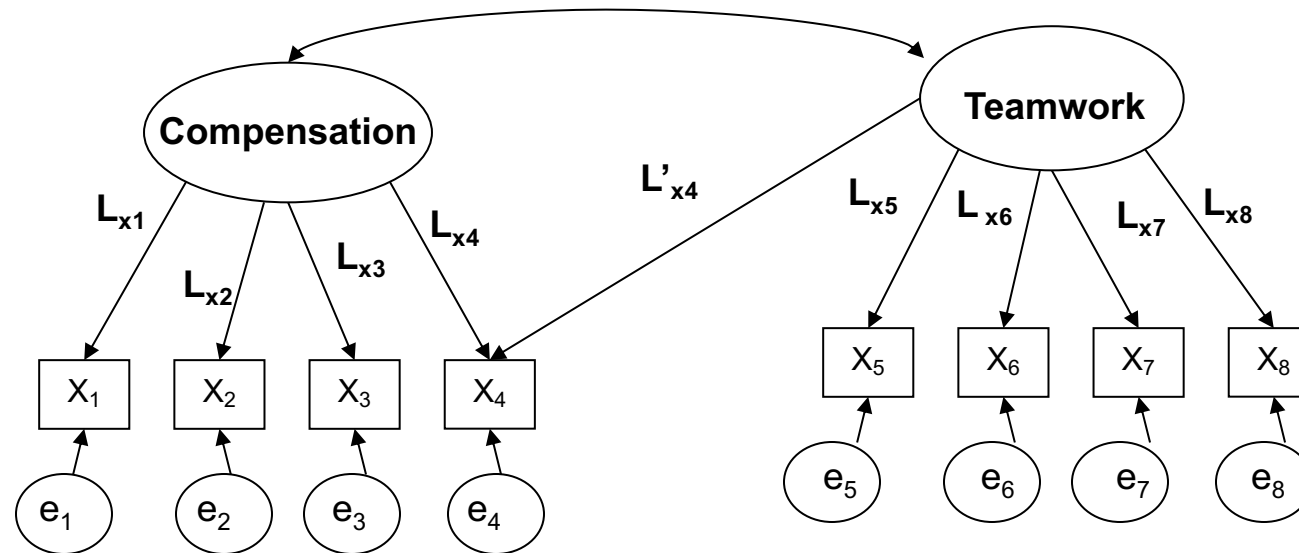 Compensation
Teamwork
Lx1
Lx2
Lx3
Lx4
L’x4
Lx5
L x6
Lx7
Lx8
X1
X2
X3
X4
X5
X6
X7
X8
e1
e2
e3
e4
e5
e6
e7
e8